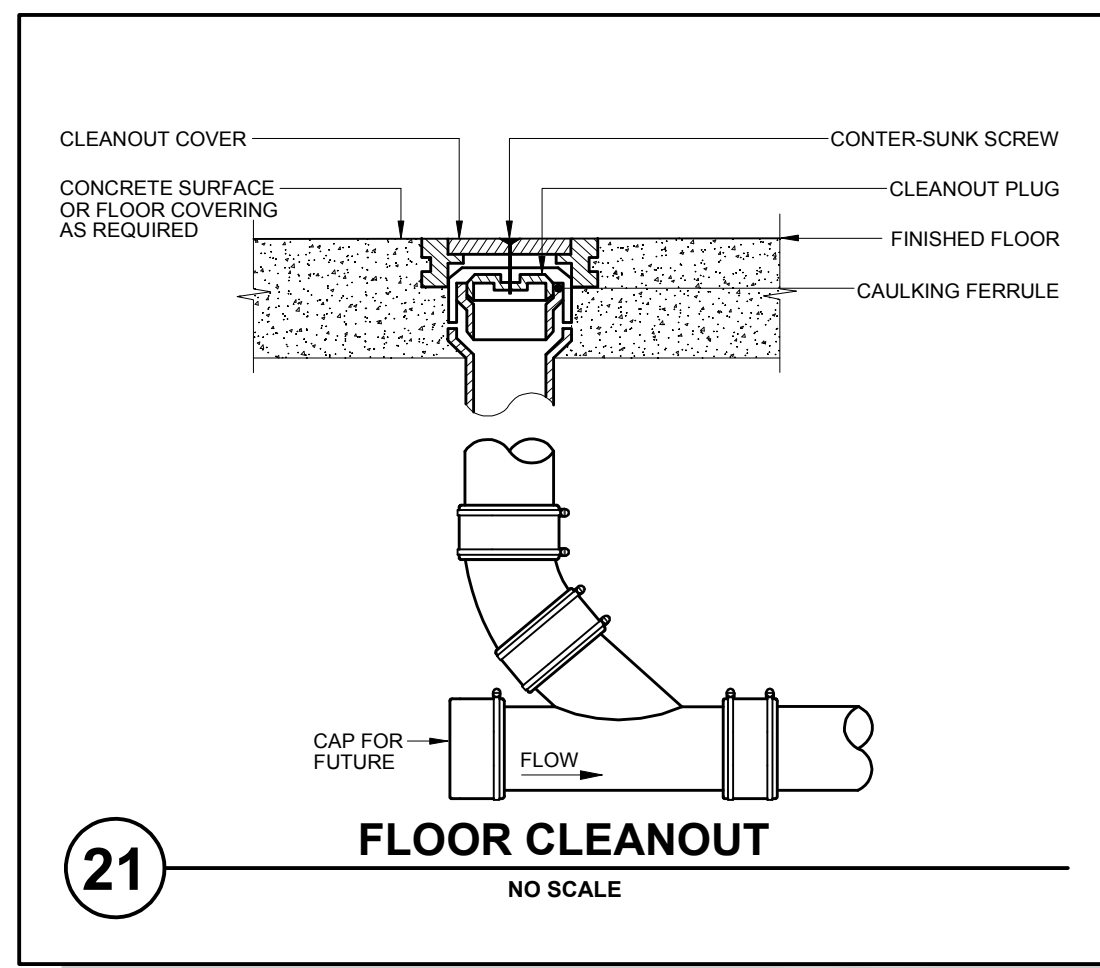 CLEANOUT COVER
CONCRETE SURFACE
OR FLOOR COVERING
AS REQUIRED
CONTER-SUNK SCREW
CLEANOUT PLUG
FINISHED FLOOR
CAULKING FERRULE
CAP FOR
FUTURE
FLOW
21
FLOOR CLEANOUT
NO SCALE